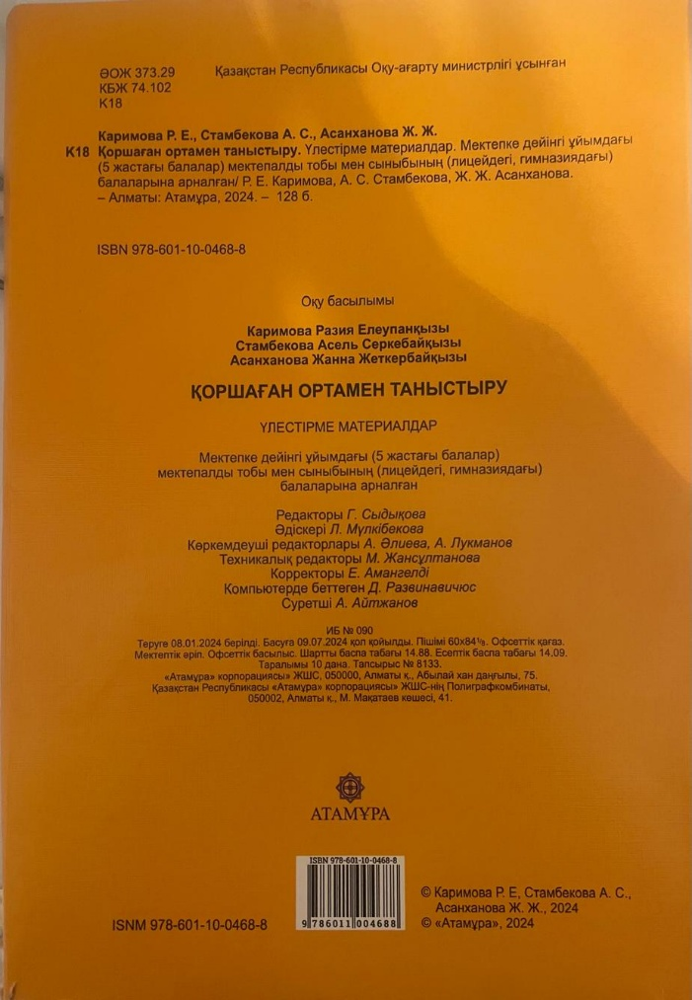 ӘОЖ 373.29 Қазақстан Республикасы Оқу-ағарту министрлігі ұсынған
КБЖ 74.102
К18
Каримова Р. Е., Стамбекова А. С., Асанханова Ж. Ж.
К18 Қоршаған ортамен таныстыру. Үлестірме материалдар. Мектепке дейінгі ұйымдағы
(5 жастағы балалар) мектепалды тобы мен сыныбының (лицейдегі, гимназиядағы)
балаларына арналған/ Р. Е. Каримова, А. С. Стамбекова, Ж. Ж. Асанханова.
– Алматы: Атамұра, 2024. – 128 б.
ISBN 978-601-10-0468-8
Оқу басылымы
Каримова Разия Елеупанқызы
Стамбекова Асель Серкебайқызы
Асанханова Жанна Жеткербайқызы
ҚОРШАҒАН ОРТАМЕН ТАНЫСТЫРУ
ҮЛЕСТІРМЕ МАТЕРИАЛДАР
Мектепке дейінгі ұйымдағы (5 жастағы балалар)
мектепалды тобы мен сыныбының (лицейдегі, гимназиядағы)
балаларына арналған
Редакторы Г. Сыдықова
Әдіскері Л. Мүлкібекова
Көркемдеуші редакторлары А. Әлиева, А. Лукманов
Техникалық редакторы М. Жансұлтанова
Корректоры Е. Амангелді
Компьютерде беттеген Д. Развинавичюс
Суретші А. Айтжанов
ИБ № 090
Теруге 08.01.2024 берілді. Басуға 09.07.2024 қол қойылды. Пішімі 60x84⅛. Офсеттік қағаз.
Мектептік әріп. Офсеттік басылыс. Шартты баспа табағы 14.88. Есептік баспа табағы 14.09.
Таралымы 10 дана. Тапсырыс № 8133.
«Атамұра» корпорациясы» ЖШС, 050000, Алматы қ., Абылай хан даңғылы, 75.
Қазақстан Республикасы «Атамұра» корпорациясы» ЖШС-нің Полиграфкомбинаты,
050002, Алматы қ., М. Мақатаев көшесі, 41.
АТАМҰРА
ISBN 978-601-10-0468-8
9 786011 004688
ISNM 978-601-10-0468-8
© Каримова Р. Е, Стамбекова А. С.,
Асанханова Ж. Ж., 2024
© «Атамұра», 2024